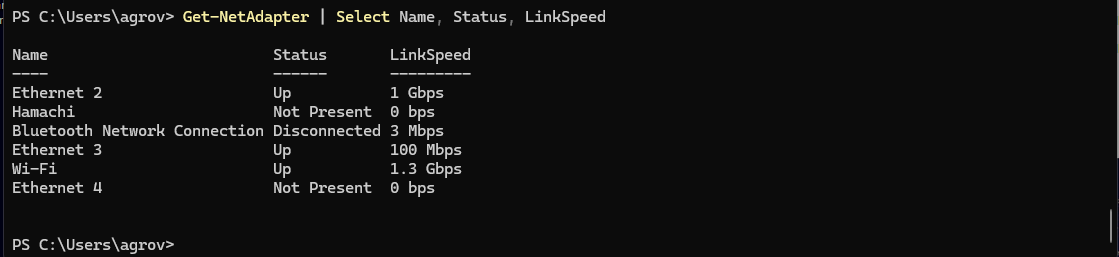 PS C:\Users\agrov> Get-NetAdapter | Select Name, Status, LinkSpeed
Name                         Status       LinkSpeed
----                         ------       ---------
Ethernet 2                   Up           1 Gbps
Hamachi                      Not Present  0 bps
Bluetooth Network Connection Disconnected 3 Mbps
Ethernet 3                   Up           100 Mbps
Wi-Fi                        Up           1.3 Gbps
Ethernet 4                   Not Present  0 bps
PS C:\Users\agrov>